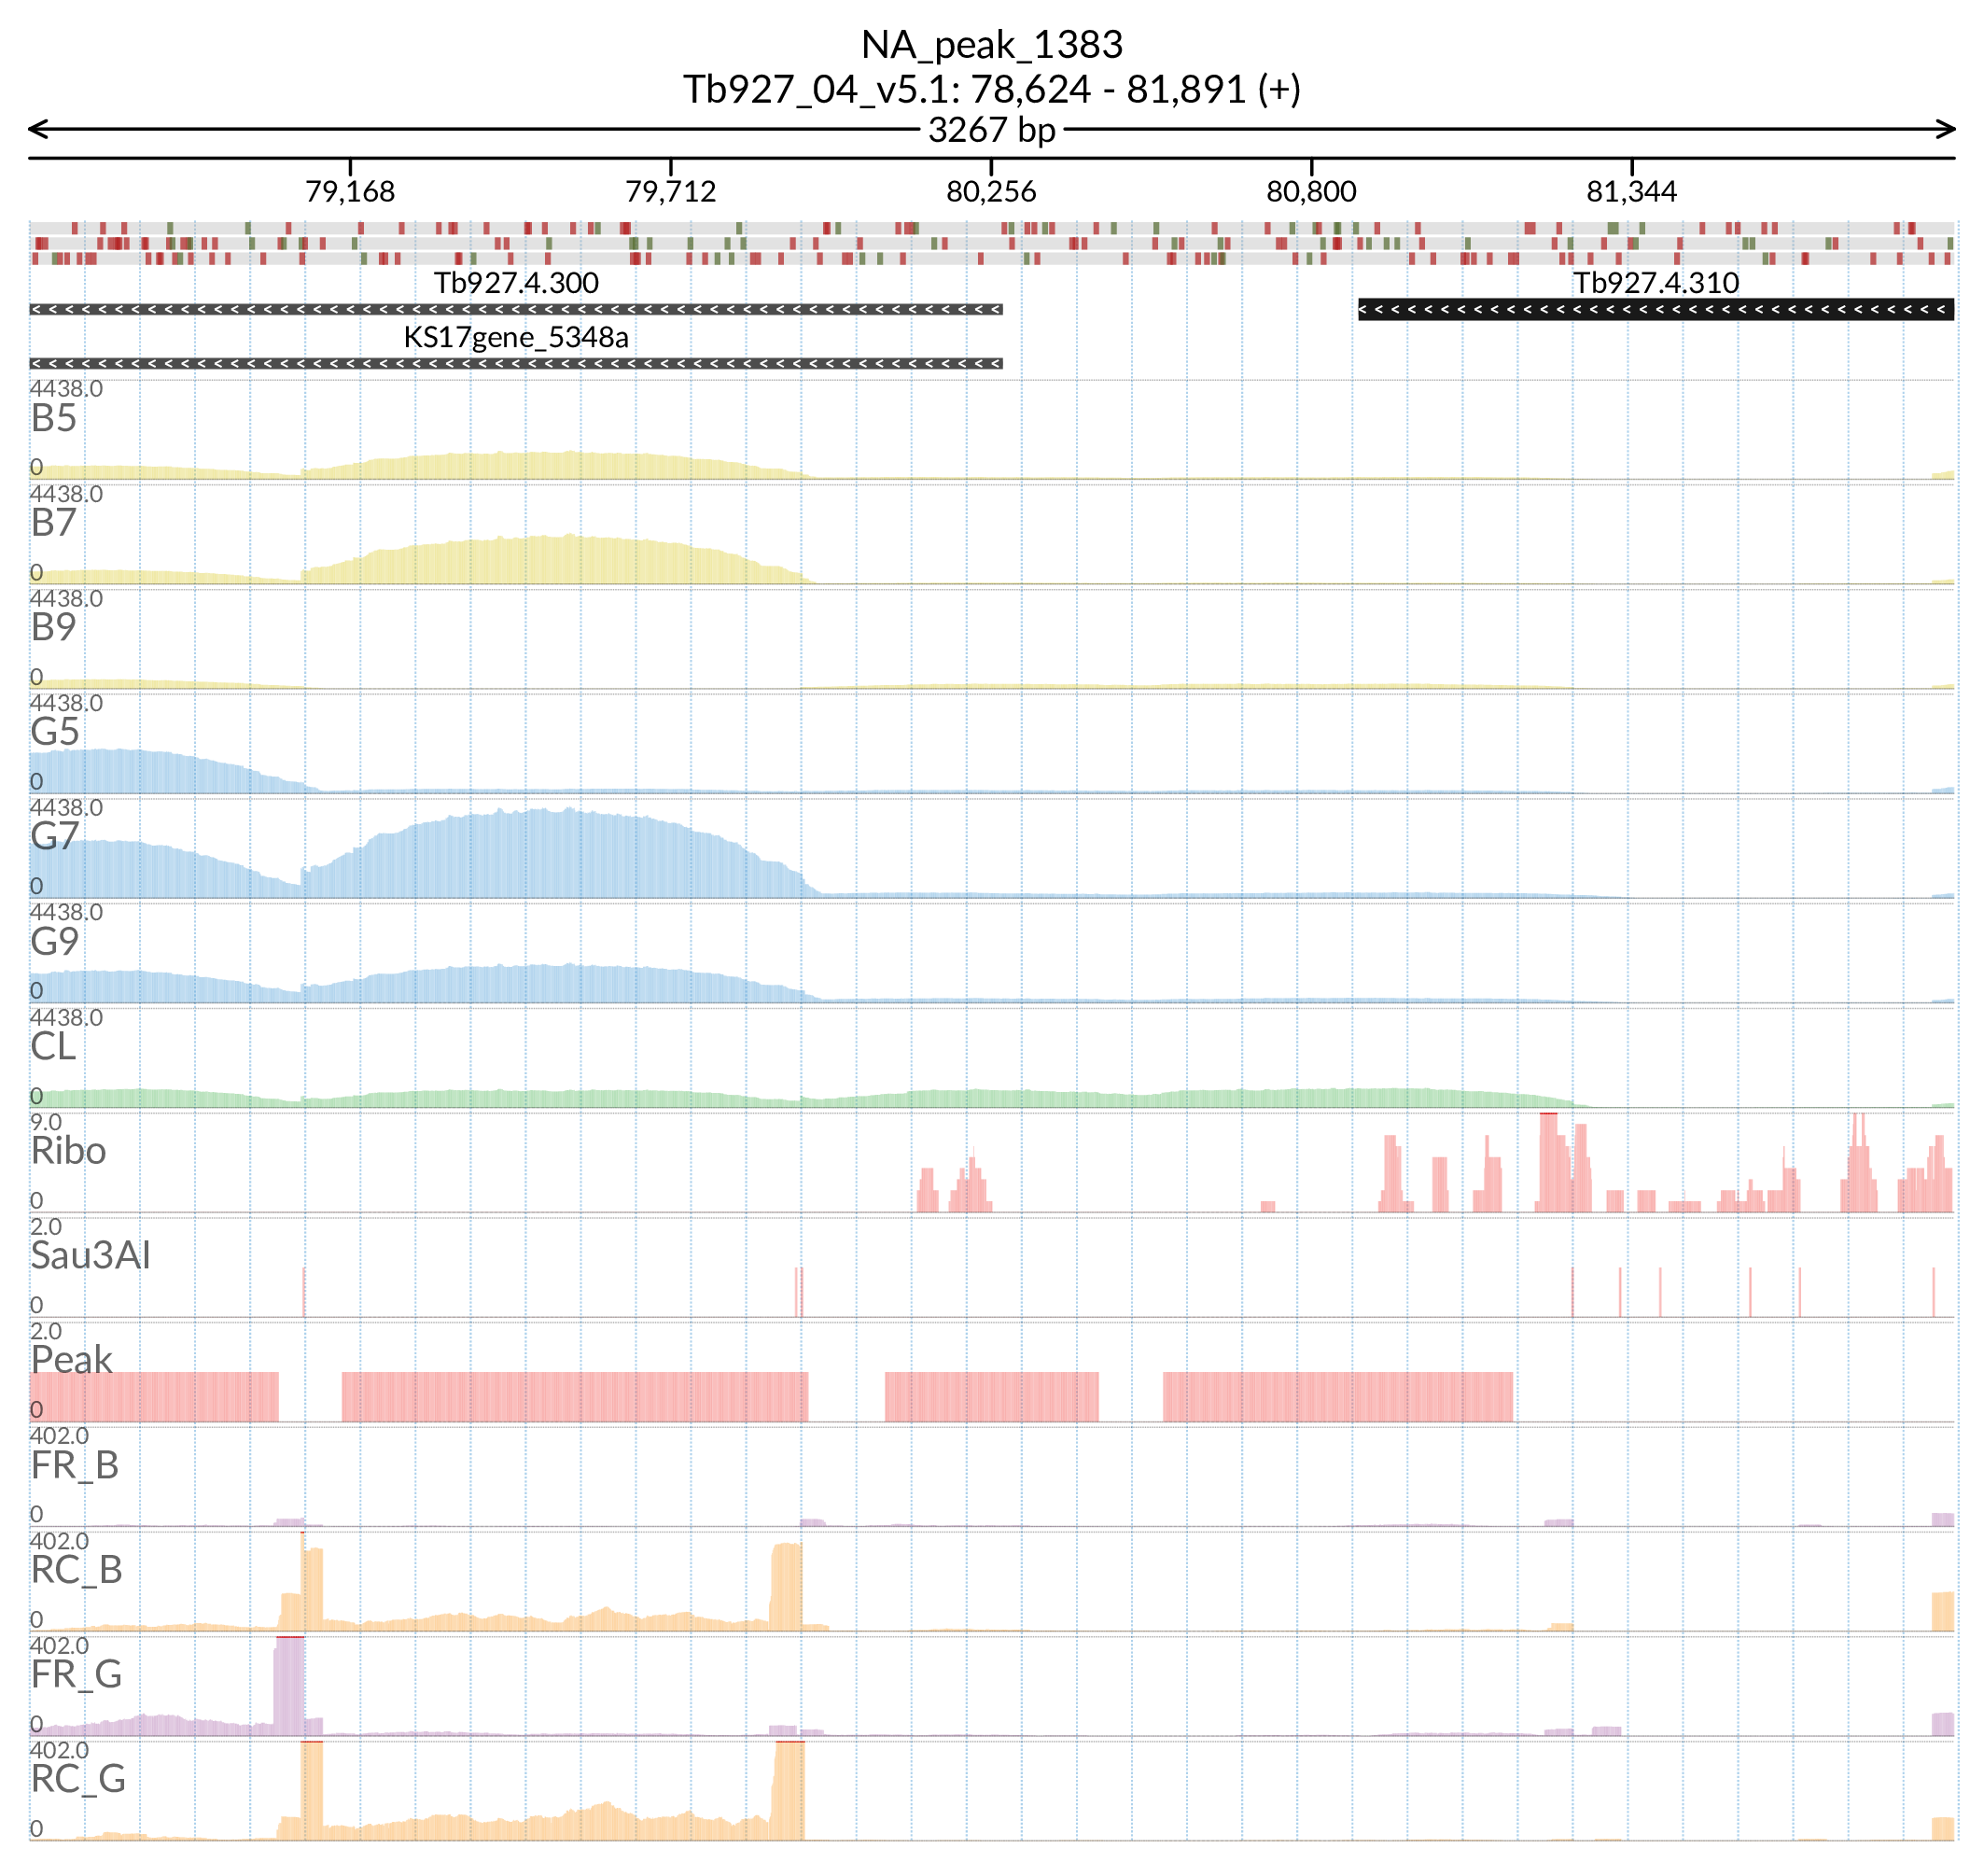 NA_peak_1383
Tb927_04_v5.1: 78,624 - 81,891 (+)
3267 bp
79,168 79,712 80,256 80,800 81,344
Tb927.4.300 Tb927.4.310
KS17gene_5348a
4438.0
B5
0
4438.0
B7
0
4438.0
B9
0
4438.0
G5
0
4438.0
G7
0
4438.0
G9
0
4438.0
CL
0
9.0
Ribo
0
2.0
Sau3AI
0
2.0
Peak
0
402.0
FR_B
0
402.0
RC_B
0
402.0
FR_G
0
402.0
RC_G
0